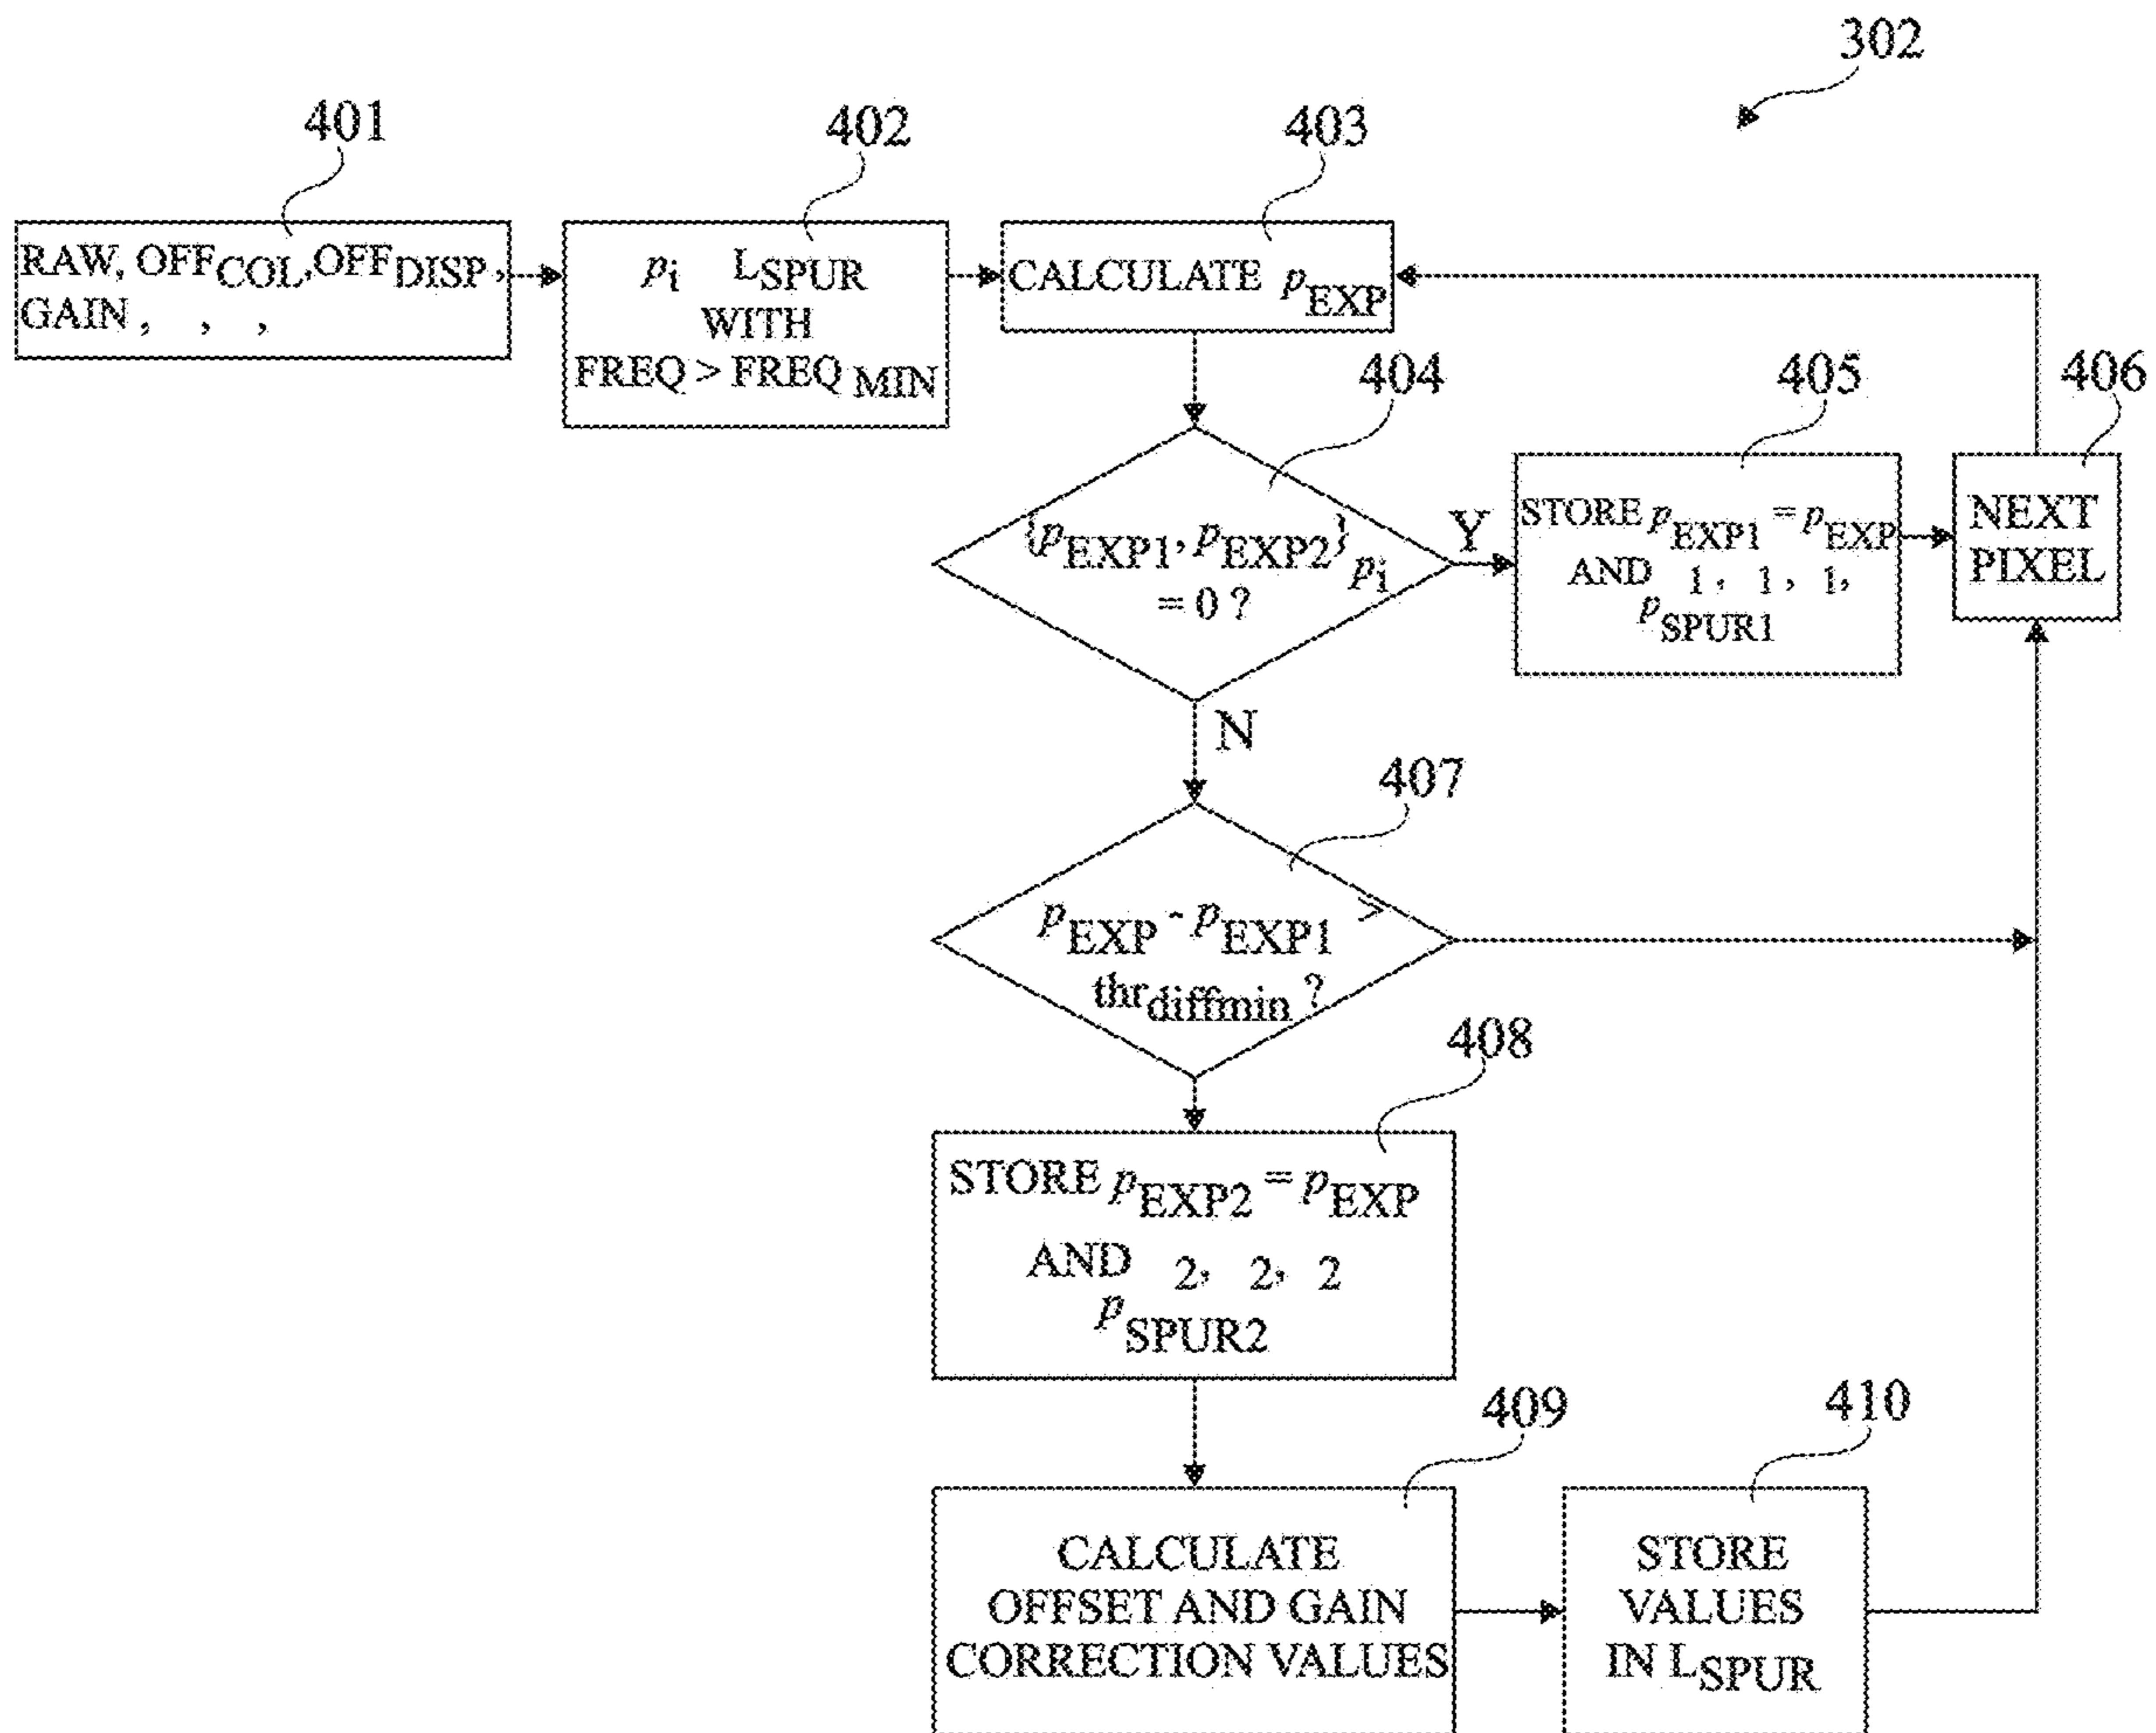 302
401
402
403
RAW, OFFCOL,OFFDISP,
GAIN , , ,
pi LSPUR
WITH
FREQ > FREQ MIN
CALCULATE pEXP
404
405
406
{pEXP1, pEXP2}pi
= 0 ?
Y
STORE pEXP1 = pEXP
AND 1, 1, 1,
pSPUR1
NEXT
PIXEL
N
407
pEXP - pEXP1 >
thrdiffmin ?
408
STORE pEXP2 = pEXP
AND 2, 2, 2
pSPUR2
409
410
CALCULATE
OFFSET AND GAIN
CORRECTION VALUES
STORE
VALUES
IN LSPUR